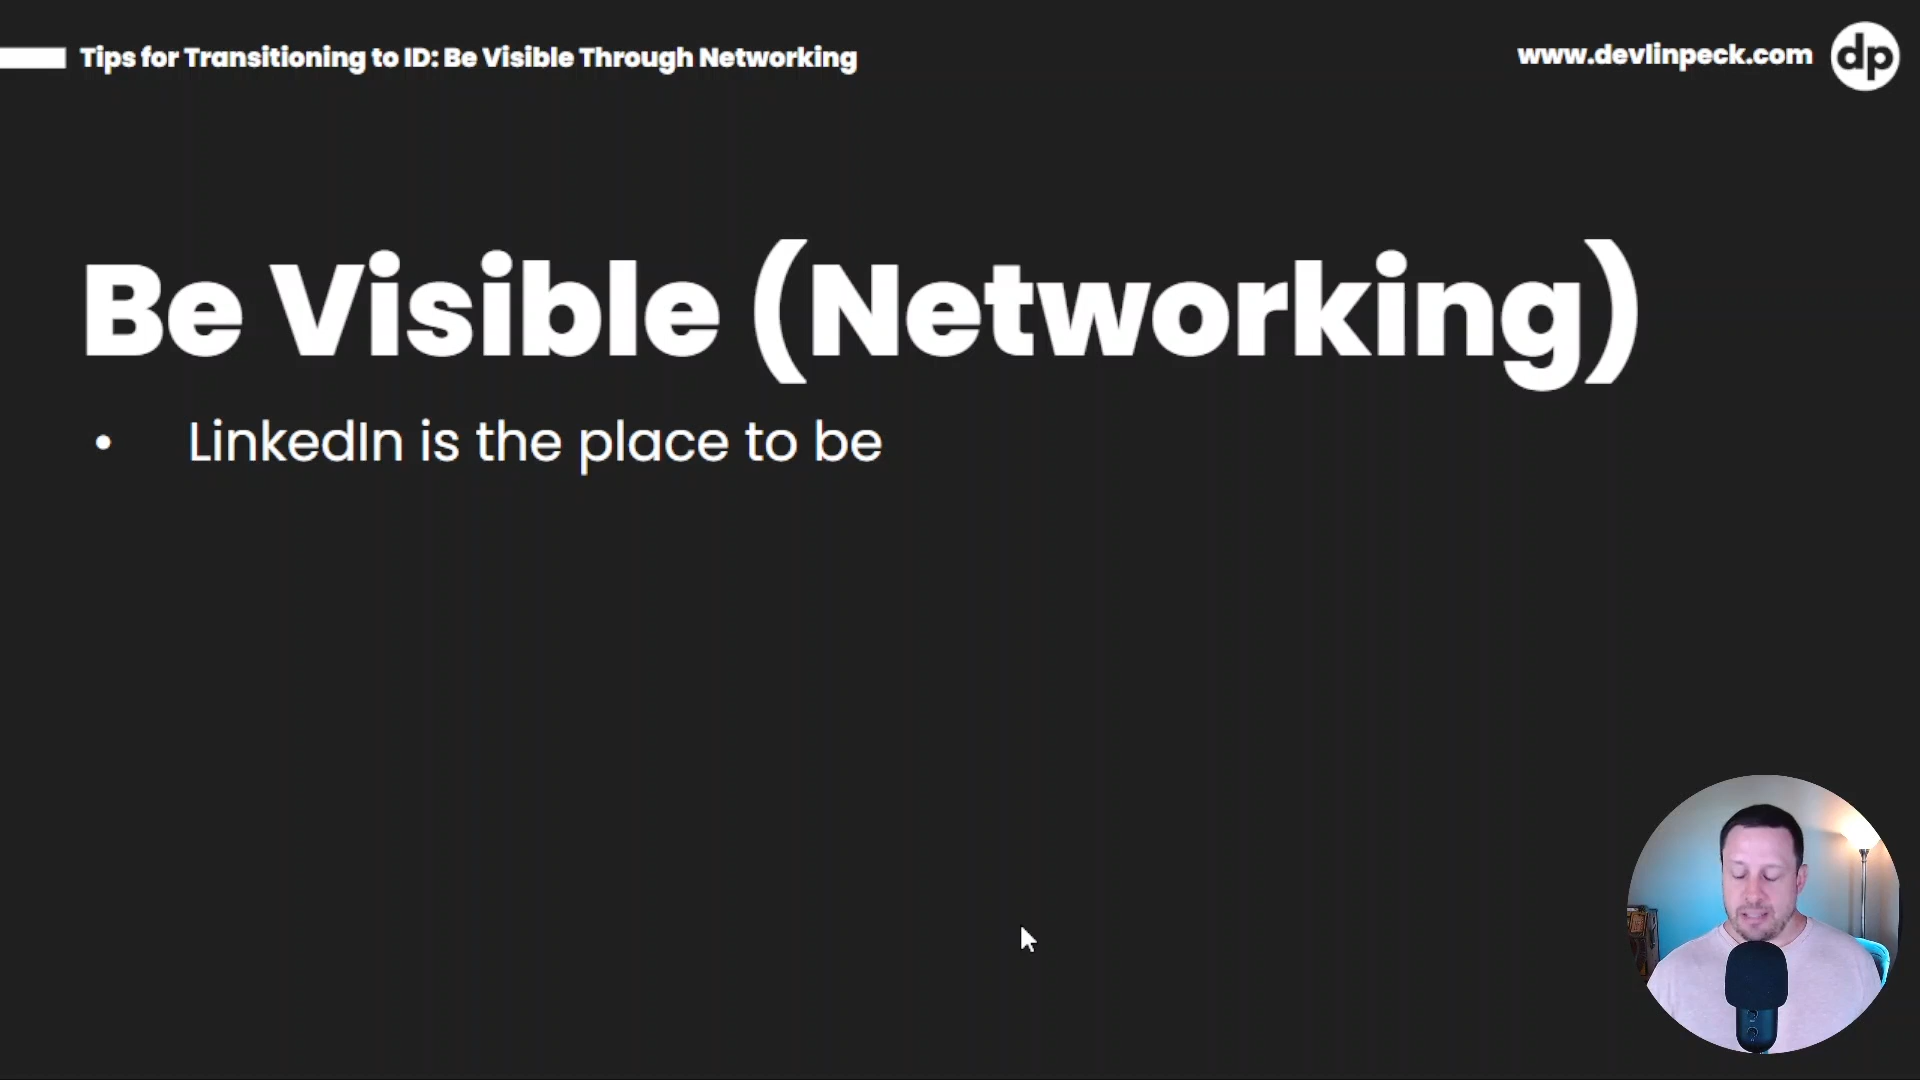 Tips for Transitioning to ID: Be Visible Through Networking
www.devlinpeck.com
dp
Be Visible (Networking)
• LinkedIn is the place to be